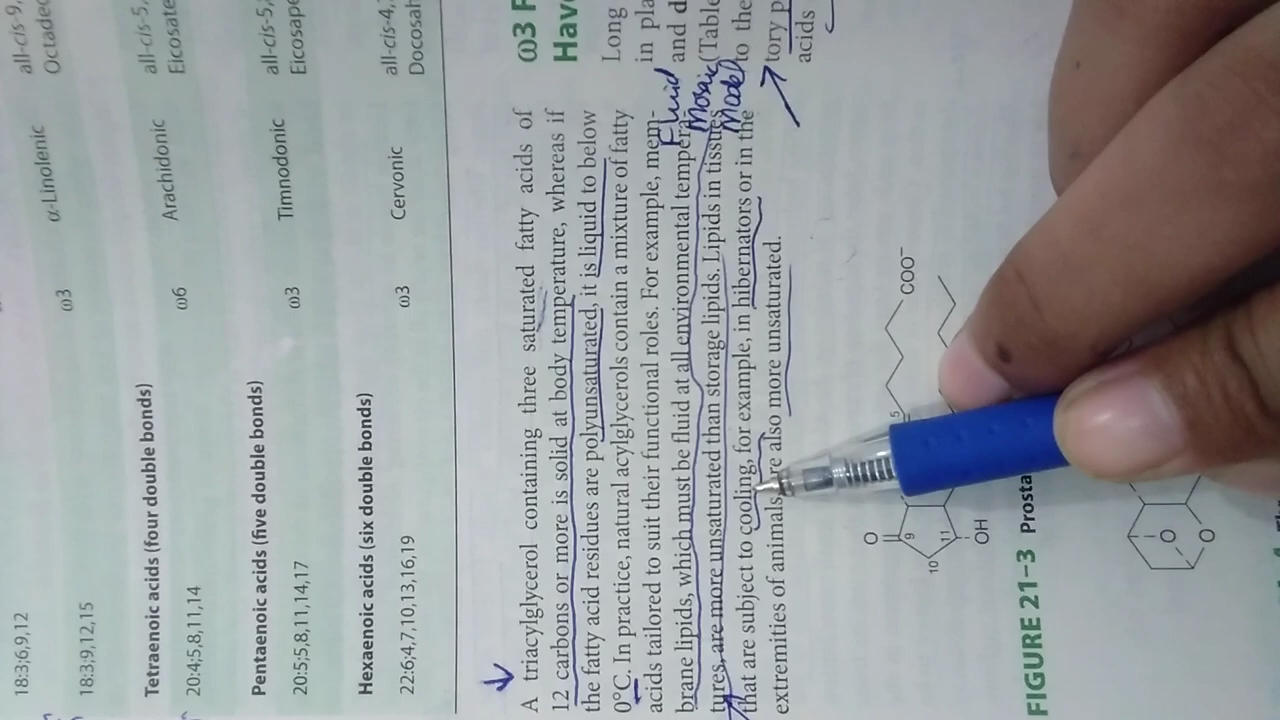 18:3;6,9,12
ω3
α-Linolenic
all-cis-9,
18:3;9,12,15
Octadec
Tetraenoic acids (four double bonds)
20:4;5,8,11,14
ω6
Arachidonic
all-cis-5,
Eicosate
Pentaenoic acids (five double bonds)
20:5;5,8,11,14,17
ω3
Timnodonic
all-cis-5,
Eicosape
Hexaenoic acids (six double bonds)
22:6;4,7,10,13,16,19
ω3
Cervonic
all-cis-4,
Docosah
A triacylglycerol containing three saturated fatty acids of
12 carbons or more is solid at body temperature, whereas if
the fatty acid residues are polyunsaturated, it is liquid to below
0°C. In practice, natural acylglycerols contain a mixture of fatty
acids tailored to suit their functional roles. For example, mem-
brane lipids, which must be fluid at all environmental tempera-
tures, are more unsaturated than storage lipids. Lipids in tissues
that are subject to cooling, for example, in hibernators or in the
extremities of animals, are also more unsaturated.
Fluid
Mosaic
Model
ω3 F
Have
Long
in pla
and d
(Table
to the
tory p
acids
O
9
10
11
OH
5
COO⁻
FIGURE 21–3 Prosta
O
O